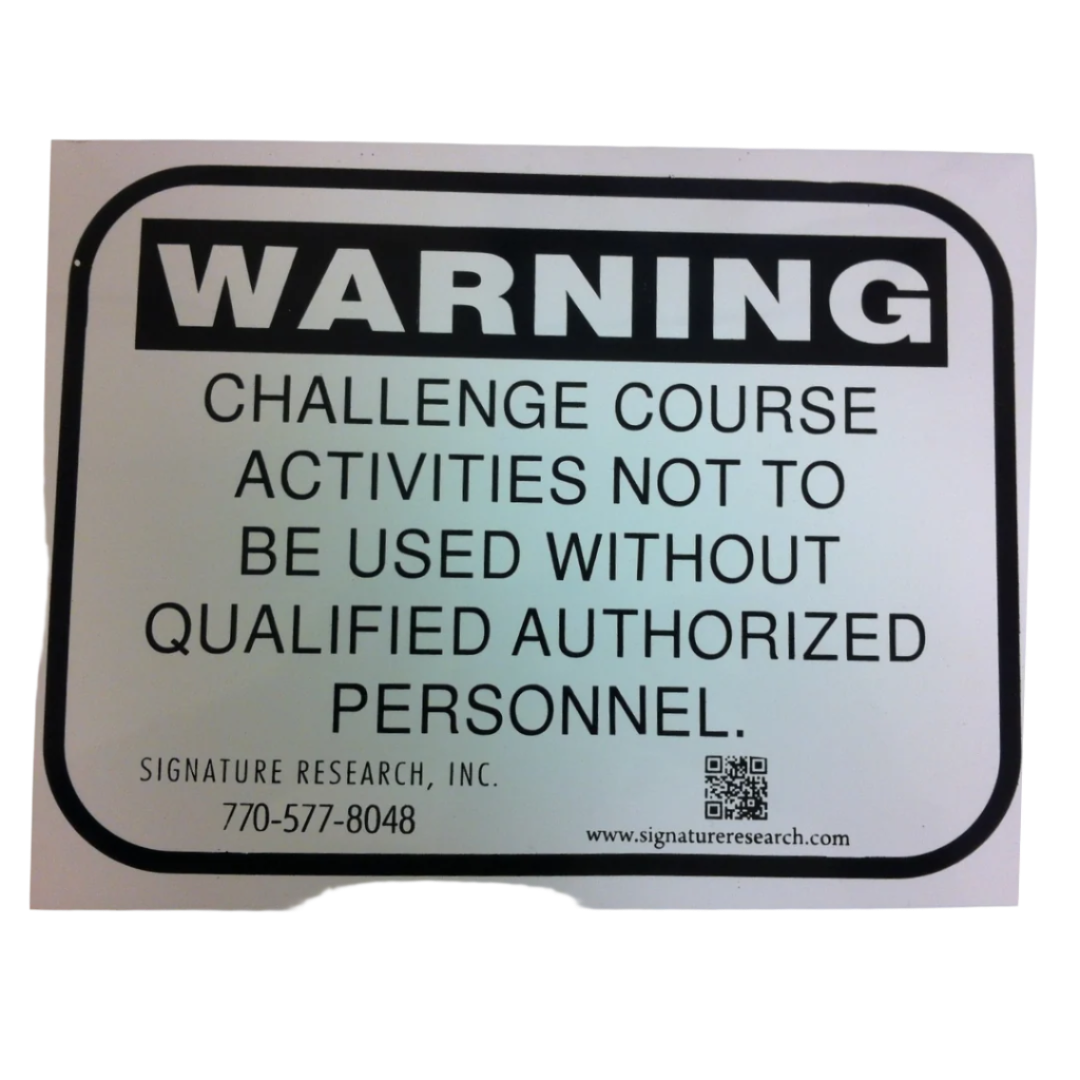 WARNING
CHALLENGE COURSE
ACTIVITIES NOT TO
BE USED WITHOUT
QUALIFIED AUTHORIZED
PERSONNEL.
SIGNATURE RESEARCH, INC.
770-577-8048
www.signatureresearch.com